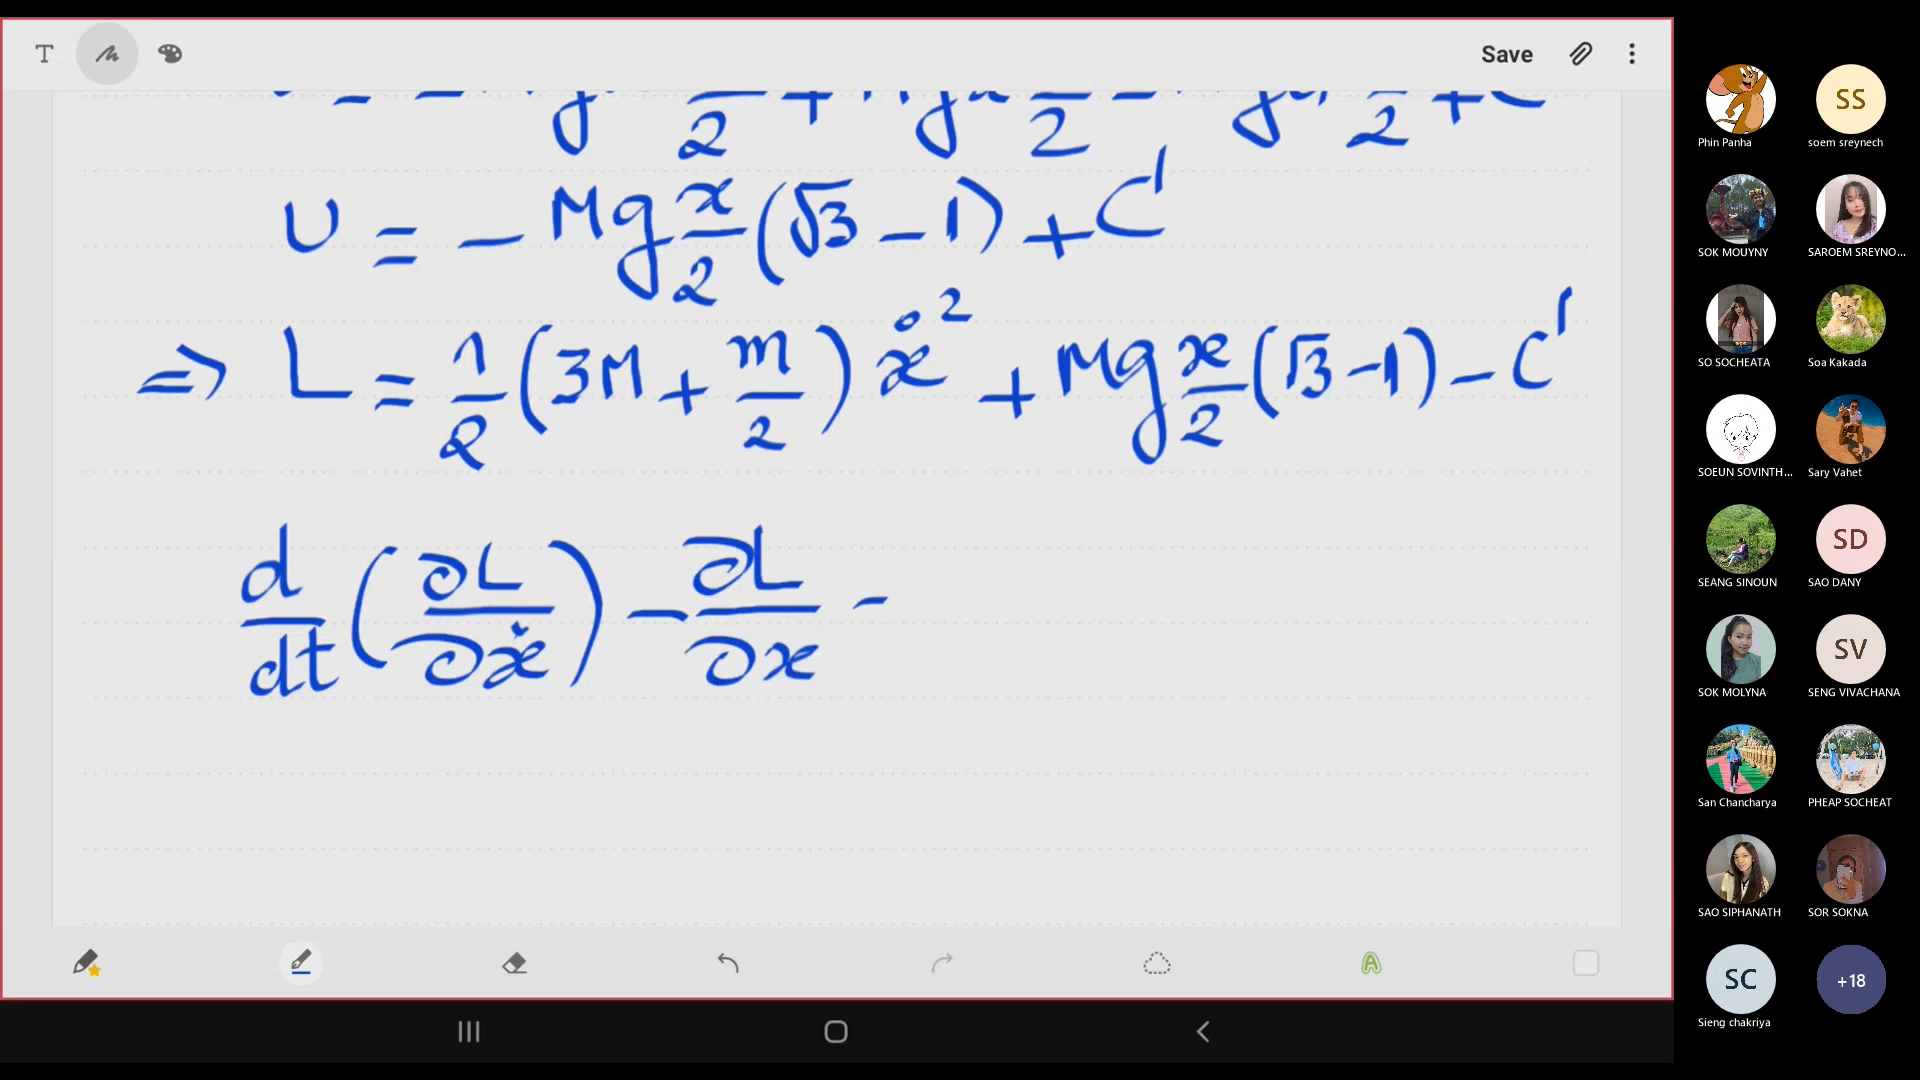 T Save
U = - Mg x/2 (√3 - 1) + C'
⇒ L = 1/2 (3M + m/2) ẋ² + Mg x/2 (√3 - 1) - C'
d/dt (∂L/∂ẋ) - ∂L/∂x -
A
Phin Panha
SS
soem sreynech
SOK MOUYNY
SAROEM SREYNO...
SO SOCHEATA
Soa Kakada
SOEUN SOVINTH...
Sary Vahet
SEANG SINOUN
SD
SAO DANY
SOK MOLYNA
SV
SENG VIVACHANA
San Chancharya
PHEAP SOCHEAT
SAO SIPHANATH
SOR SOKNA
SC
Sieng chakriya
+18